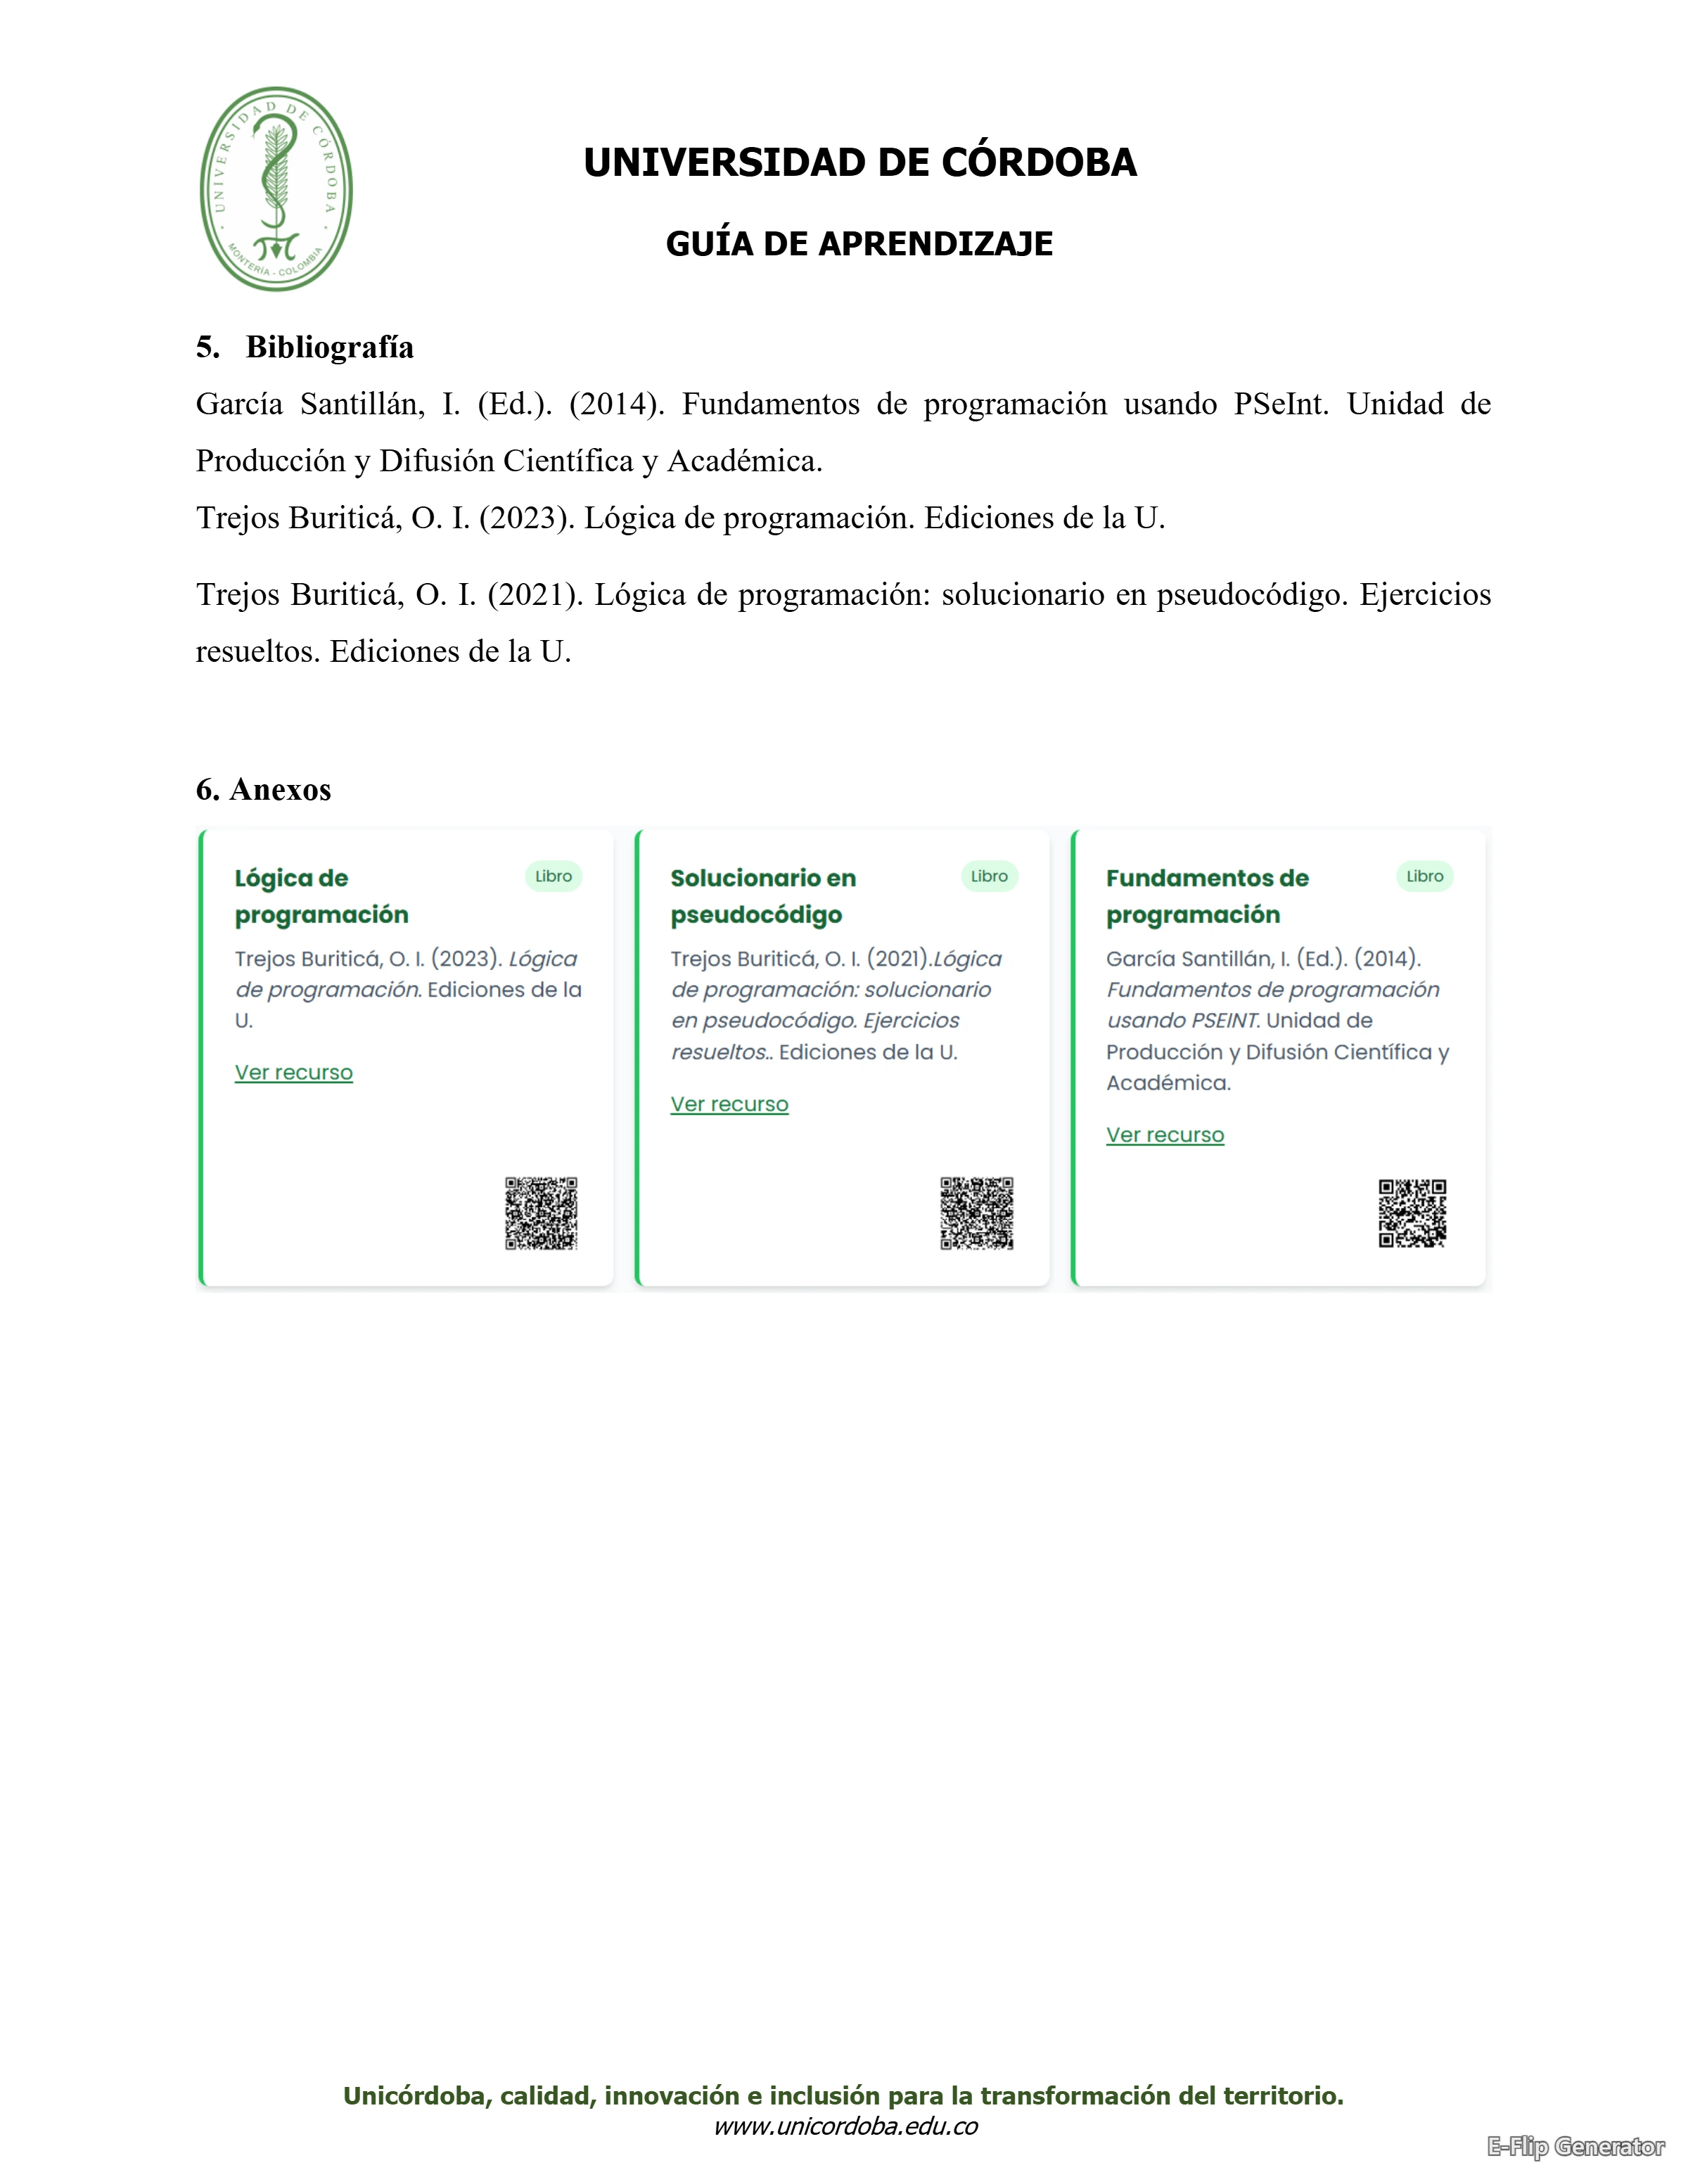 UNIVERSIDAD DE CÓRDOBA
MONTERÍA - COLOMBIA
UNIVERSIDAD DE CÓRDOBA
GUÍA DE APRENDIZAJE
5. Bibliografía
García Santillán, I. (Ed.). (2014). Fundamentos de programación usando PSeInt. Unidad de
Producción y Difusión Científica y Académica.
Trejos Buriticá, O. I. (2023). Lógica de programación. Ediciones de la U.
Trejos Buriticá, O. I. (2021). Lógica de programación: solucionario en pseudocódigo. Ejercicios
resueltos. Ediciones de la U.
6. Anexos
Lógica de
programación
Libro
Trejos Buriticá, O. I. (2023). Lógica
de programación. Ediciones de la
U.
Ver recurso
Solucionario en
pseudocódigo
Libro
Trejos Buriticá, O. I. (2021).Lógica
de programación: solucionario
en pseudocódigo. Ejercicios
resueltos.. Ediciones de la U.
Ver recurso
Fundamentos de
programación
Libro
García Santillán, I. (Ed.). (2014).
Fundamentos de programación
usando PSEINT. Unidad de
Producción y Difusión Científica y
Académica.
Ver recurso
Unicórdoba, calidad, innovación e inclusión para la transformación del territorio.
www.unicordoba.edu.co
E-Flip Generator